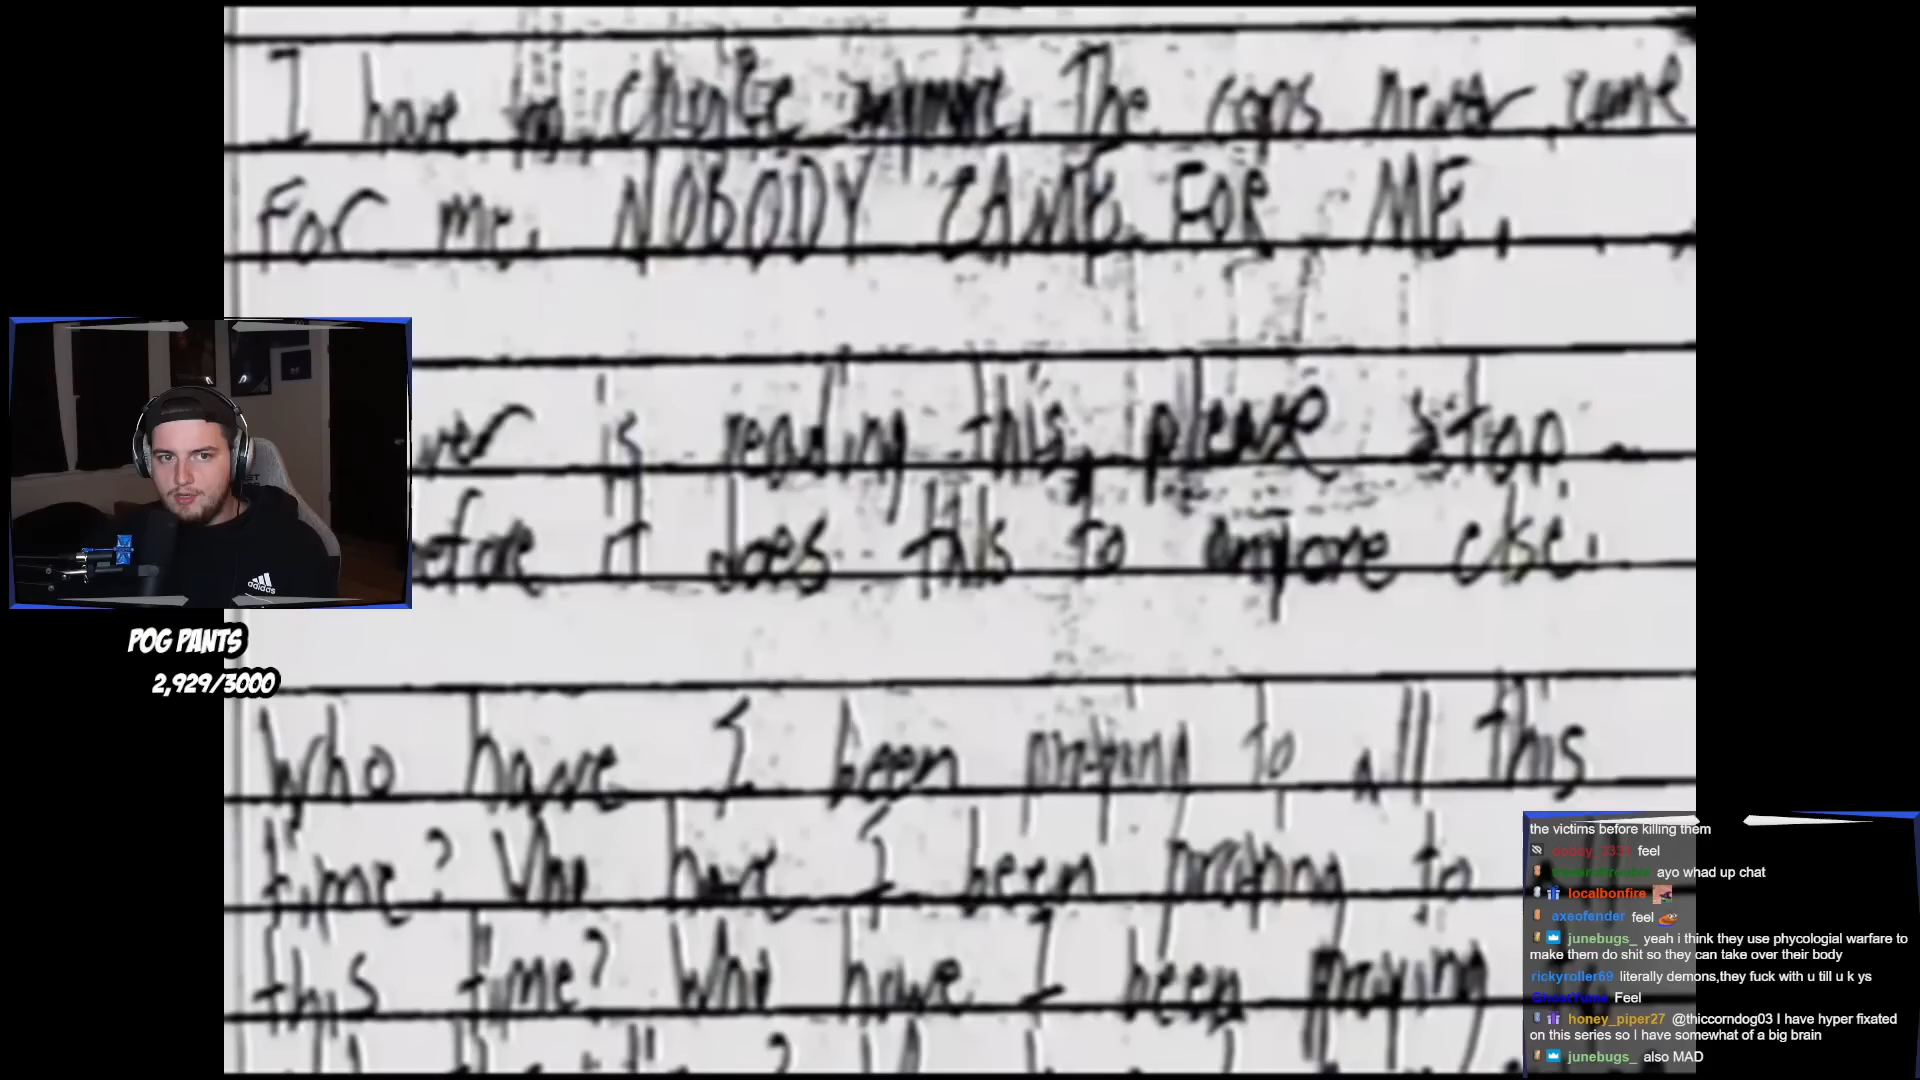 I have no choice anymore. The cops never came
for me. NOBODY CAME FOR ME.
ver is reading this, please stop
efore it does this to anyone else.
Who have I been praying to all this
time? Who have I been praying to
this time? Who have I been praying
adidas
POG PANTS
2,929/3000
the victims before killing them
feel
ayo whad up chat
localbonfire
axeofender feel
junebugs_ yeah i think they use phycologial warfare to
make them do shit so they can take over their body
rickyroller69 literally demons,they fuck with u till u k ys
GhostYume Feel
honey_piper27 @thiccorndog03 I have hyper fixated
on this series so I have somewhat of a big brain
junebugs_ also MAD